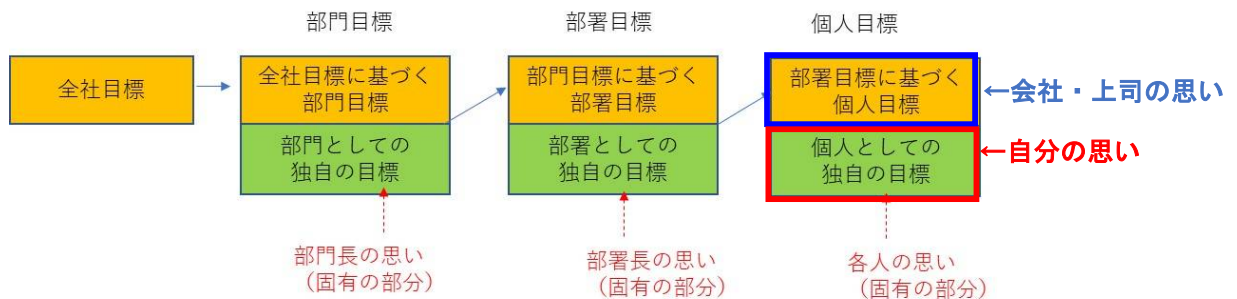 部門目標
部署目標
個人目標
全社目標
全社目標に基づく
部門目標
部門としての
独自の目標
部門目標に基づく
部署目標
部署としての
独自の目標
部署目標に基づく
個人目標
個人としての
独自の目標
←会社・上司の思い
←自分の思い
部門長の思い
（固有の部分）
部署長の思い
（固有の部分）
各人の思い
（固有の部分）